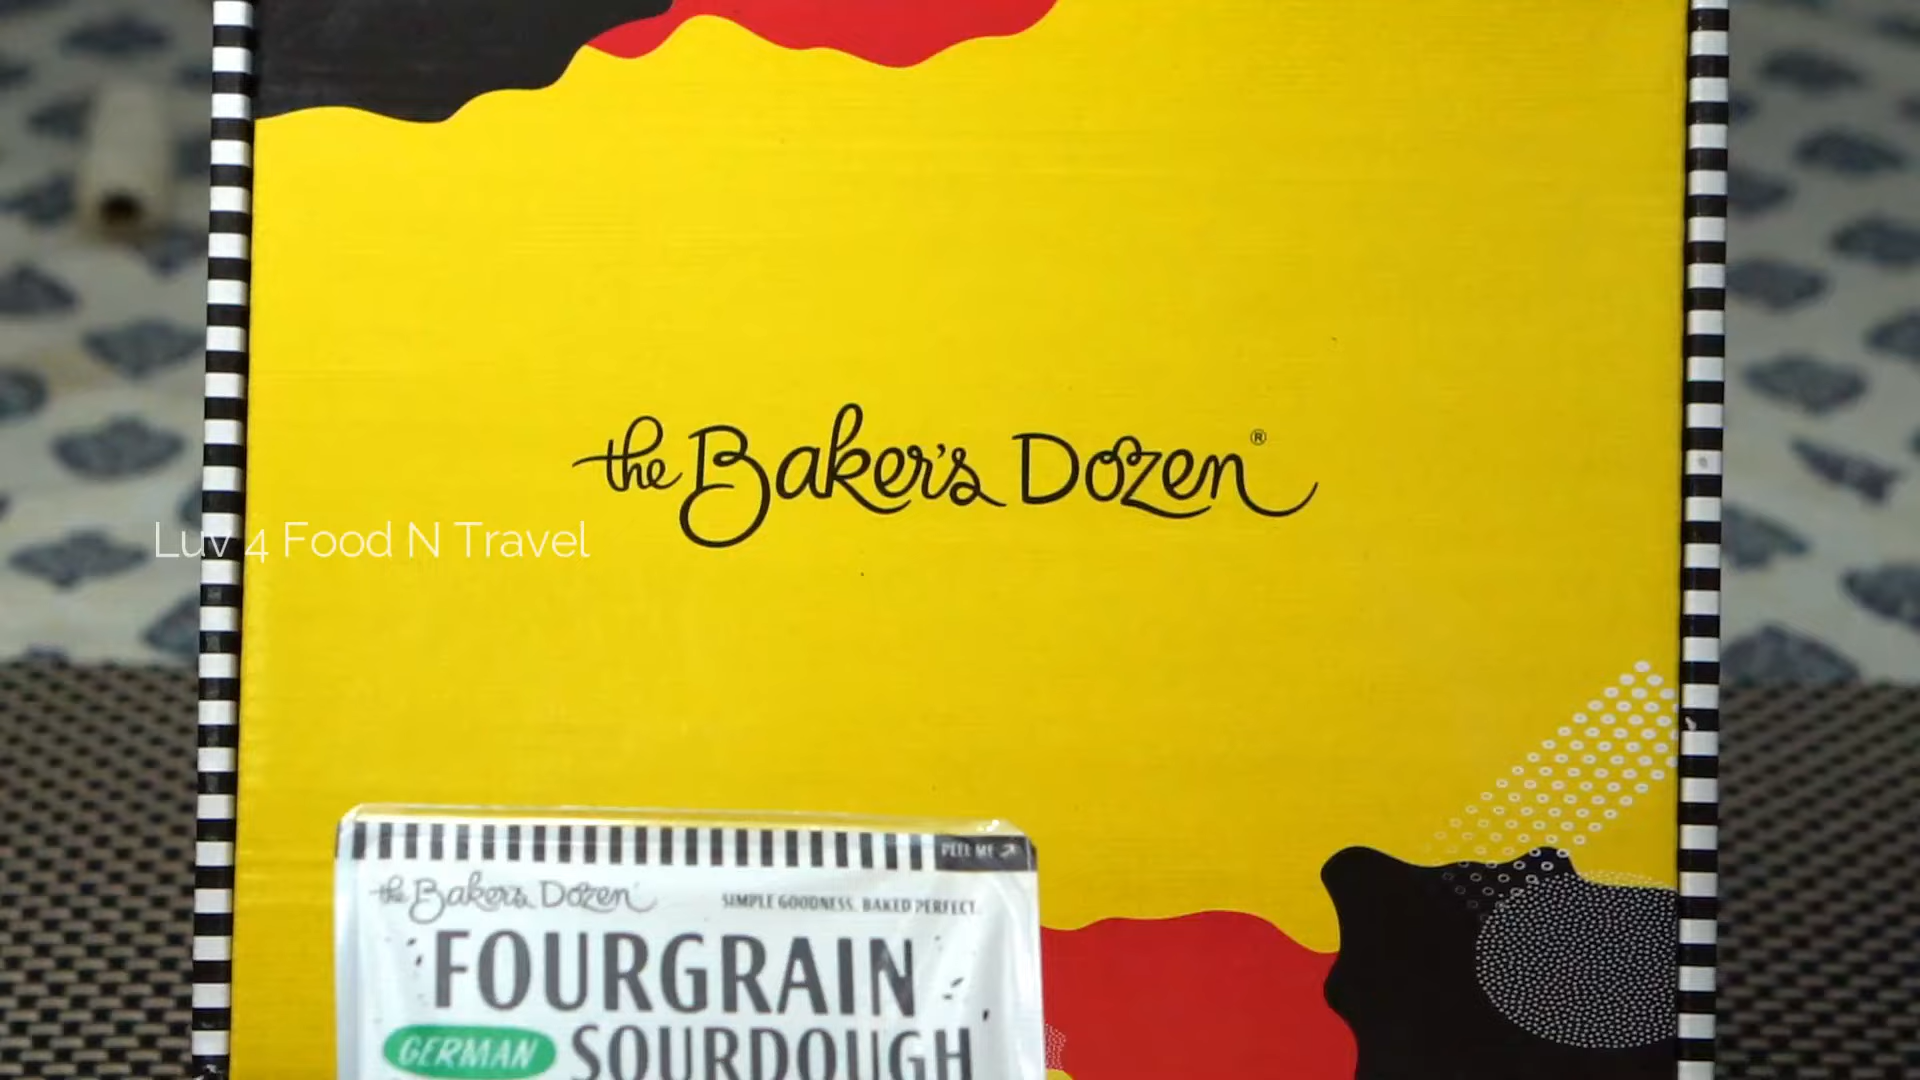 the Baker's Dozen®
Luv 4 Food N Travel
PEEL ME
the Baker's Dozen
SIMPLE GOODNESS. BAKED PERFECT.
FOURGRAIN
GERMAN SOURDOUGH